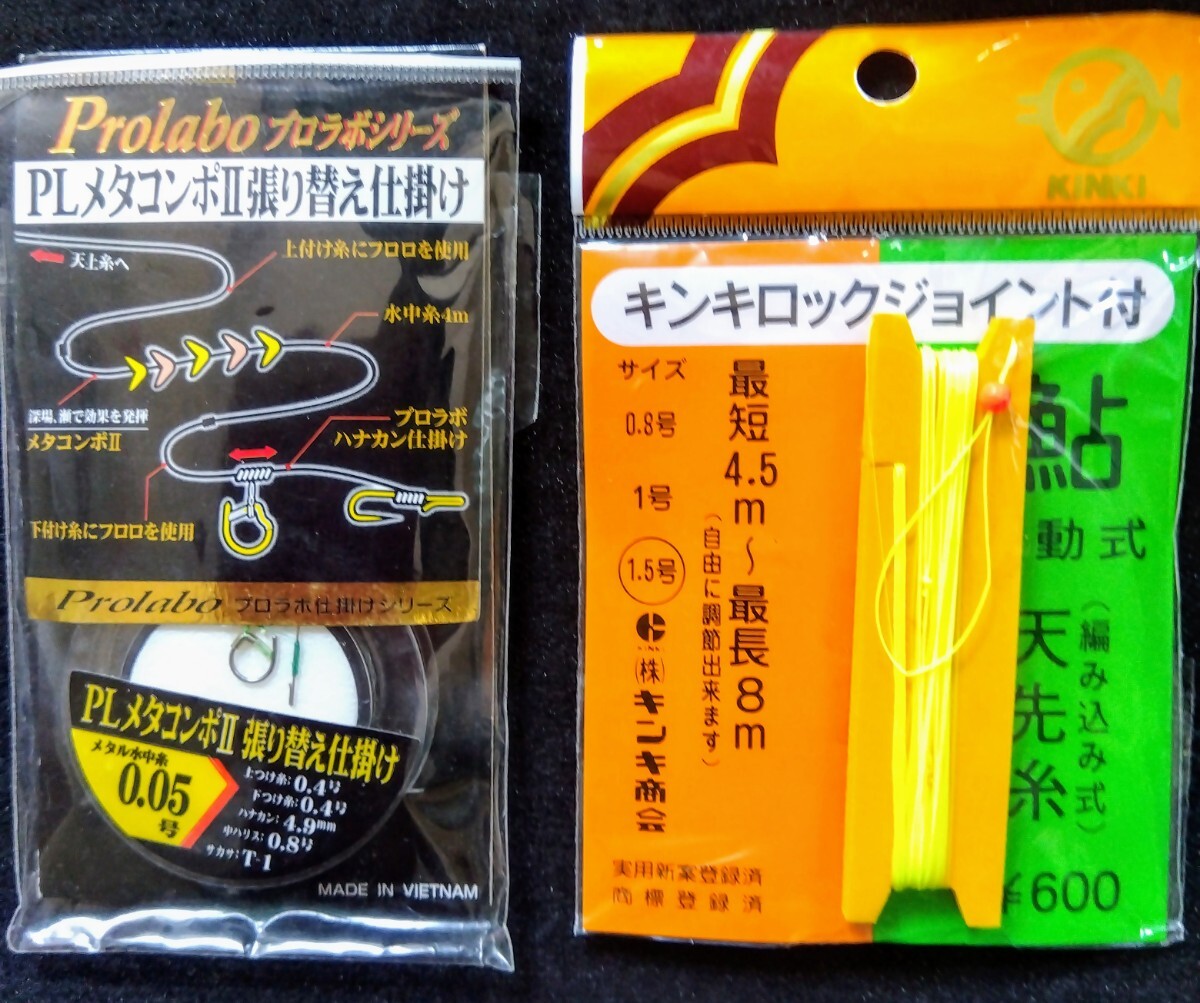 Prolabo プロラボシリーズ
PLメタコンポII張り替え仕掛け
天上糸へ
上付け糸にフロロを使用
水中糸4m
深場、瀬で効果を発揮
メタコンポII
プロラボ
ハナカン仕掛け
下付け糸にフロロを使用
Prolabo プロラボ仕掛けシリーズ
PLメタコンポII 張り替え仕掛け
メタル水中糸
0.05
号
上つけ糸:0.4号
下つけ糸:0.4号
ハナカン:4.9mm
中ハリス:0.8号
サカサ:T-1
MADE IN VIETNAM
KiNKi
キンキロックジョイント付
サイズ
0.8号
1号
1.5号
最短4.5m〜最長8m
(自由に調節出来ます)
㈱キンキ商会
実用新案登録済
商標登録済
鮎
動式
天先糸
(編み込み式)
¥600